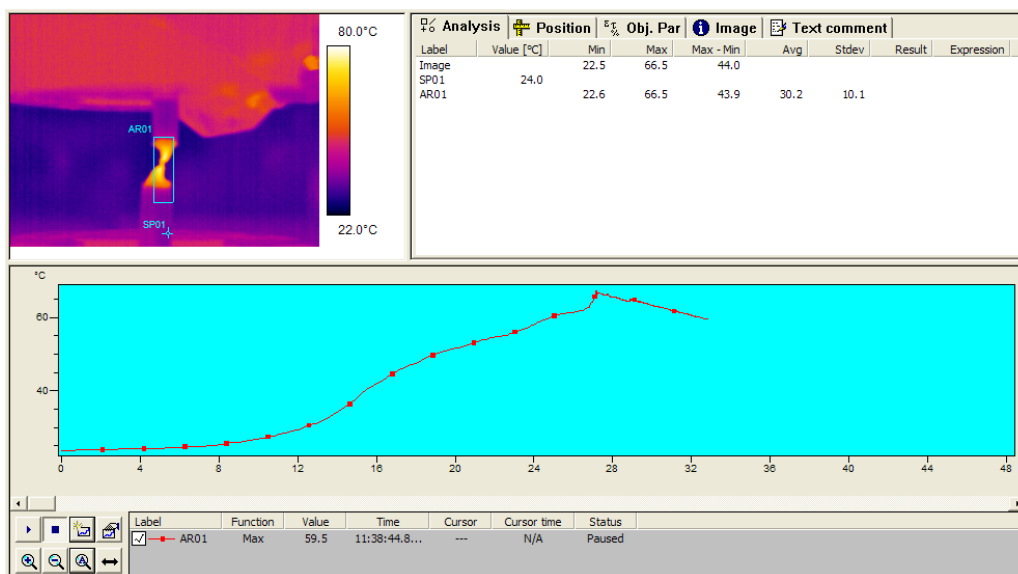 80.0°C
AR01
SP01
22.0°C
Analysis Position Obj. Par Image Text comment
Label Value [°C] Min Max Max - Min Avg Stdev Result Expression
Image 22.5 66.5 44.0
SP01 24.0
AR01 22.6 66.5 43.9 30.2 10.1
°C
60
40
0 4 8 12 16 20 24 28 32 36 40 44 48
Label Function Value Time Cursor Cursor time Status
AR01 Max 59.5 11:38:44.8... --- N/A Paused